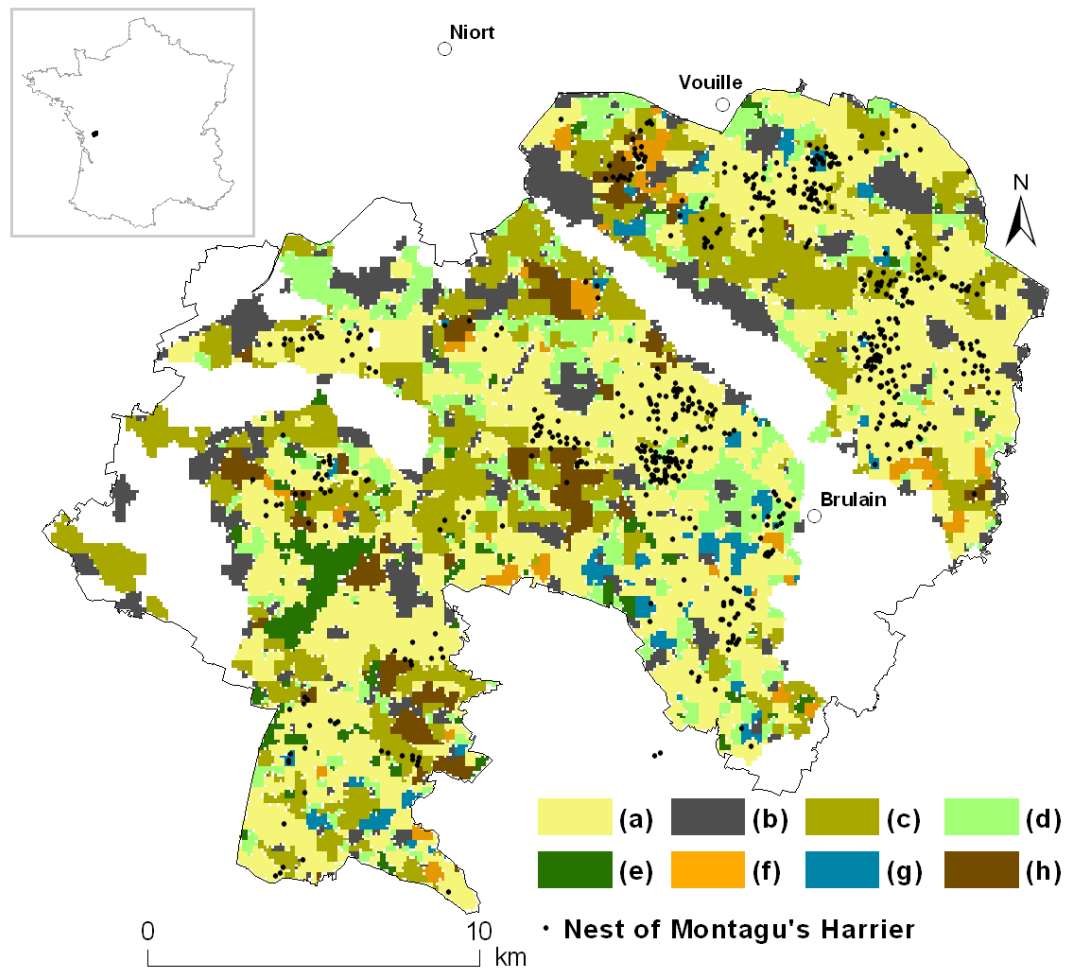 Niort
Vouille
N
Brulain
(a) (b) (c) (d)
(e) (f) (g) (h)
• Nest of Montagu's Harrier
0 10
km